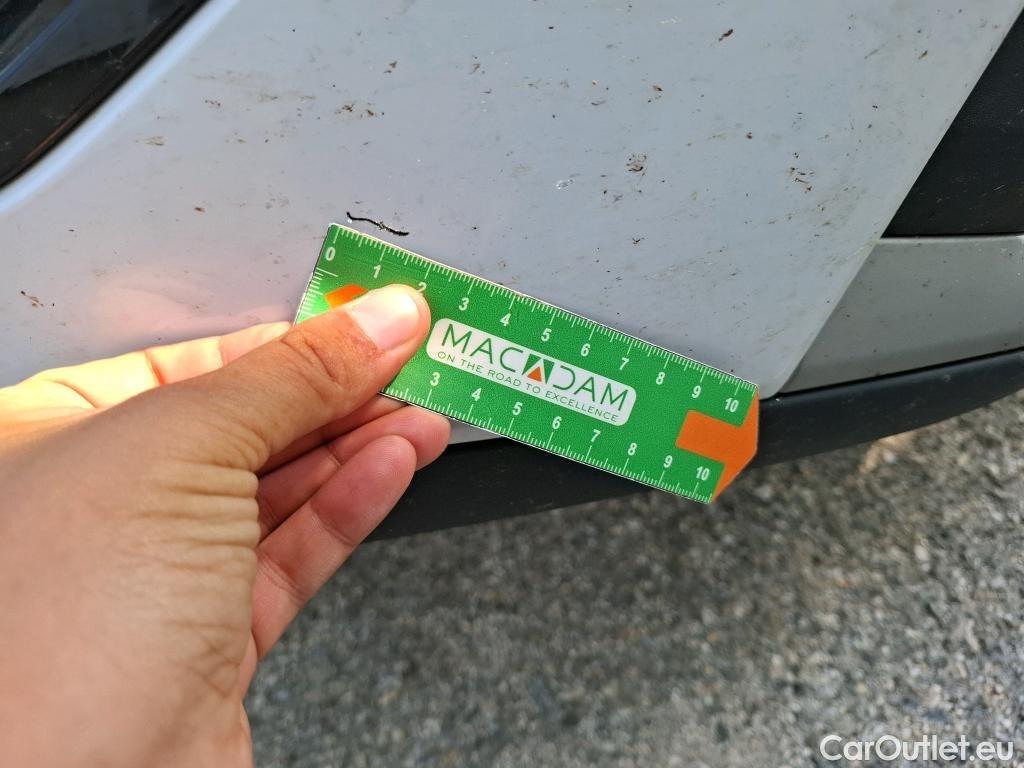 0 1 2 3 4 5 6 7 8 9 10
MACADAM
ON THE ROAD TO EXCELLENCE
3 4 5 6 7 8 9 10
CarOutlet.eu